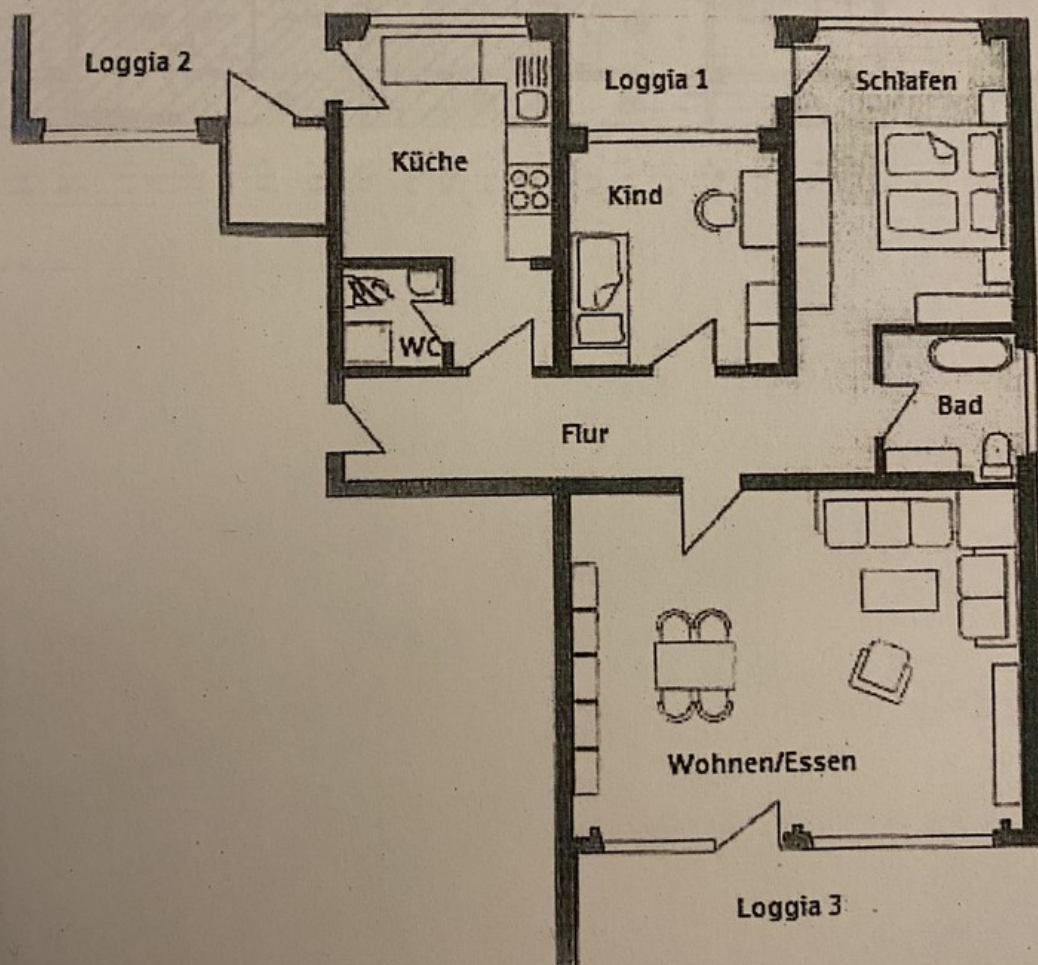 Loggia 2
Loggia 1
Schlafen
Küche
Kind
WC
Bad
Flur
Wohnen/Essen
Loggia 3